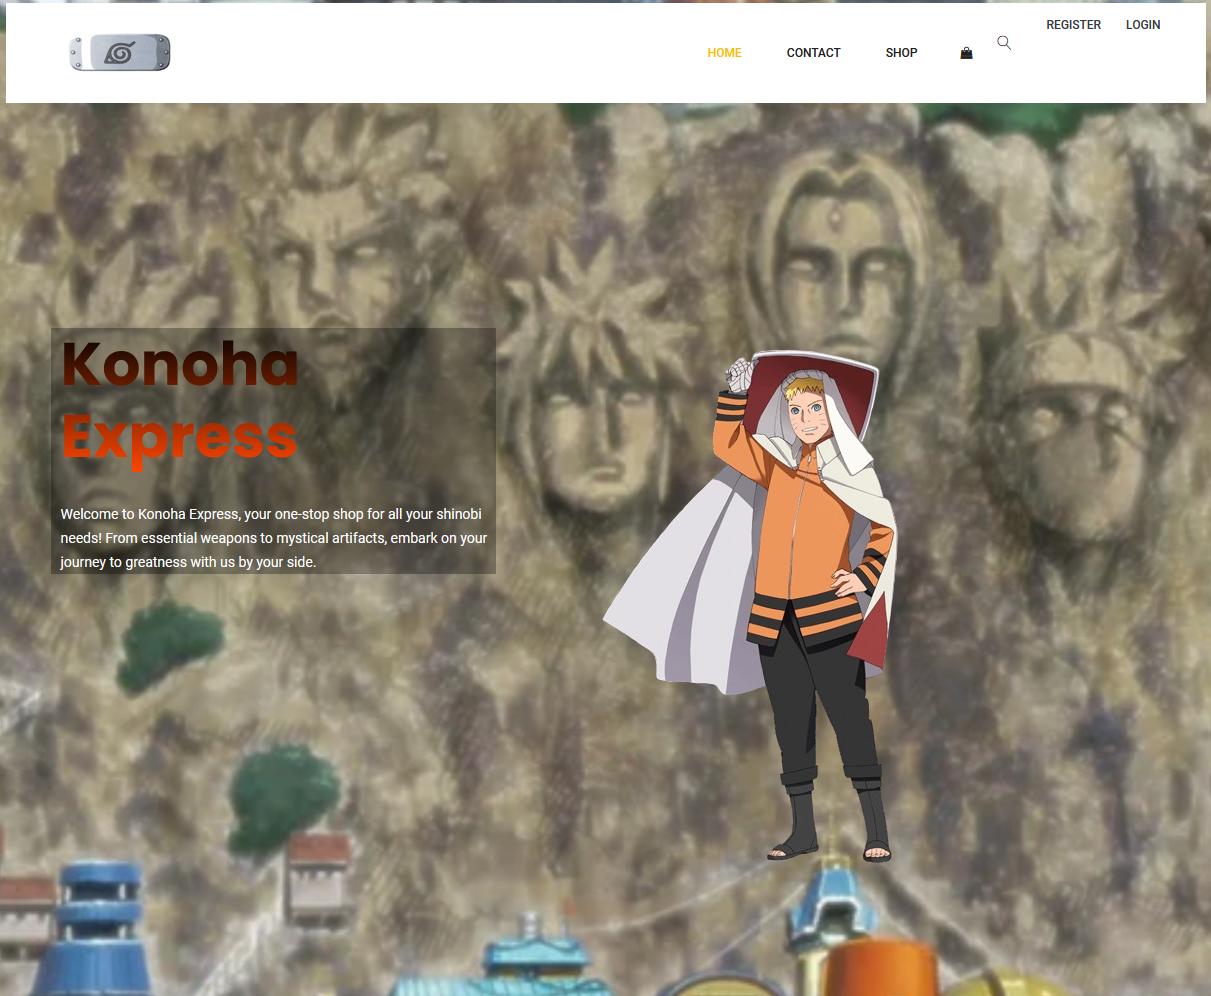 HOME CONTACT SHOP REGISTER LOGIN
Konoha
Express
Welcome to Konoha Express, your one-stop shop for all your shinobi
needs! From essential weapons to mystical artifacts, embark on your
journey to greatness with us by your side.